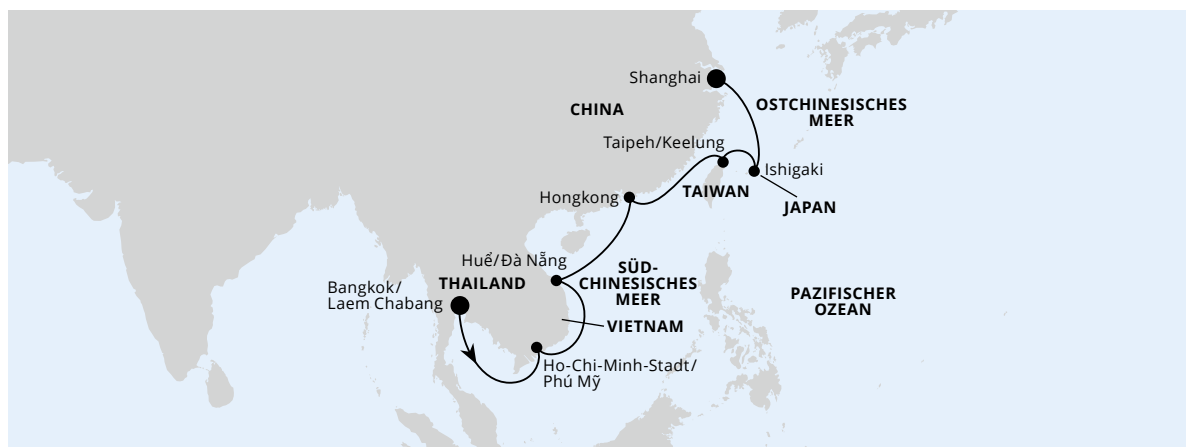 Shanghai
CHINA
OSTCHINESISCHES
MEER
Taipeh/Keelung
Ishigaki
TAIWAN
JAPAN
Hongkong
Huế/Đà Nẵng
SÜD-
CHINESISCHES
MEER
THAILAND
Bangkok/
Laem Chabang
PAZIFISCHER
OZEAN
VIETNAM
Ho-Chi-Minh-Stadt/
Phú Mỹ